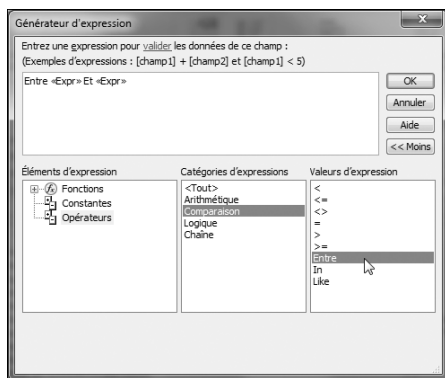 Générateur d'expression
Entrez une expression pour valider les données de ce champ :
(Exemples d'expressions : [champ1] + [champ2] et [champ1] < 5)
Entre «Expr» Et «Expr»
OK
Annuler
Aide
<< Moins
Éléments d'expression
Fonctions
Constantes
Opérateurs
Catégories d'expressions
<Tout>
Arithmétique
Comparaison
Logique
Chaîne
Valeurs d'expression
<
<=
<>
=
>
>=
Entre
In
Like